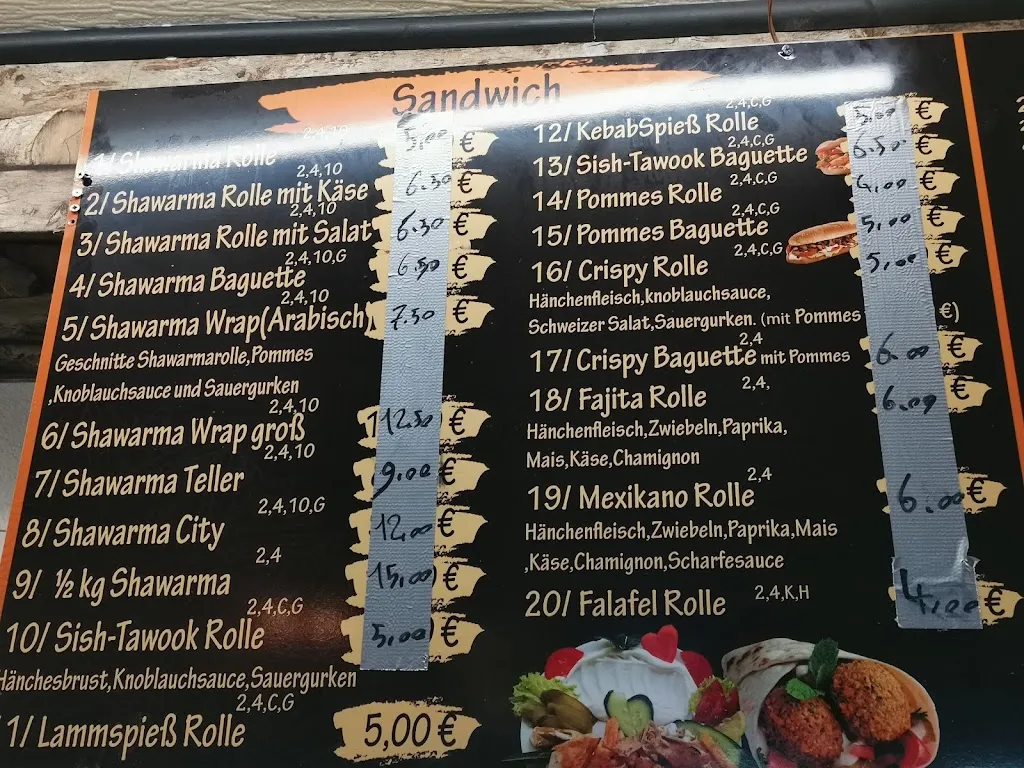 Sandwich
2,4,10
1/ Shawarma Rolle 5,00 €
2,4,10
2/ Shawarma Rolle mit Käse 6.50 €
2,4,10
3/ Shawarma Rolle mit Salat 6.50 €
2,4,10,G
4/ Shawarma Baguette 6.50 €
2,4,10
5/ Shawarma Wrap(Arabisch) 7.50 €
Geschnitte Shawarmarolle,Pommes
,Knoblauchsauce und Sauergurken
2,4,10
6/ Shawarma Wrap groß 12.50 €
2,4,10
7/ Shawarma Teller 9,00 €
2,4,10,G
8/ Shawarma City 12,00 €
2,4
9/ ½ kg Shawarma 15,00 €
2,4,C,G
10/ Sish-Tawook Rolle 5,00 €
Hänchesbrust,Knoblauchsauce,Sauergurken
2,4,C,G
1/ Lammspieß Rolle 5,00 €
2,4,C,G
12/ KebabSpieß Rolle 5,00 €
2,4,C,G
13/ Sish-Tawook Baguette 6.50 €
2,4,C,G
14/ Pommes Rolle 4,00 €
2,4,C,G
15/ Pommes Baguette 5,00 €
2,4,C,G
16/ Crispy Rolle 5,00 €
Hänchenfleisch,knoblauchsauce,
Schweizer Salat,Sauergurken. (mit Pommes €)
2,4
17/ Crispy Baguette mit Pommes 6.00 €
2,4,
18/ Fajita Rolle 6.00 €
Hänchenfleisch,Zwiebeln,Paprika,
Mais,Käse,Chamignon
2,4
19/ Mexikano Rolle 6.00 €
Hänchenfleisch,Zwiebeln,Paprika,Mais
,Käse,Chamignon,Scharfesauce
2,4,K,H
20/ Falafel Rolle 4,00 €